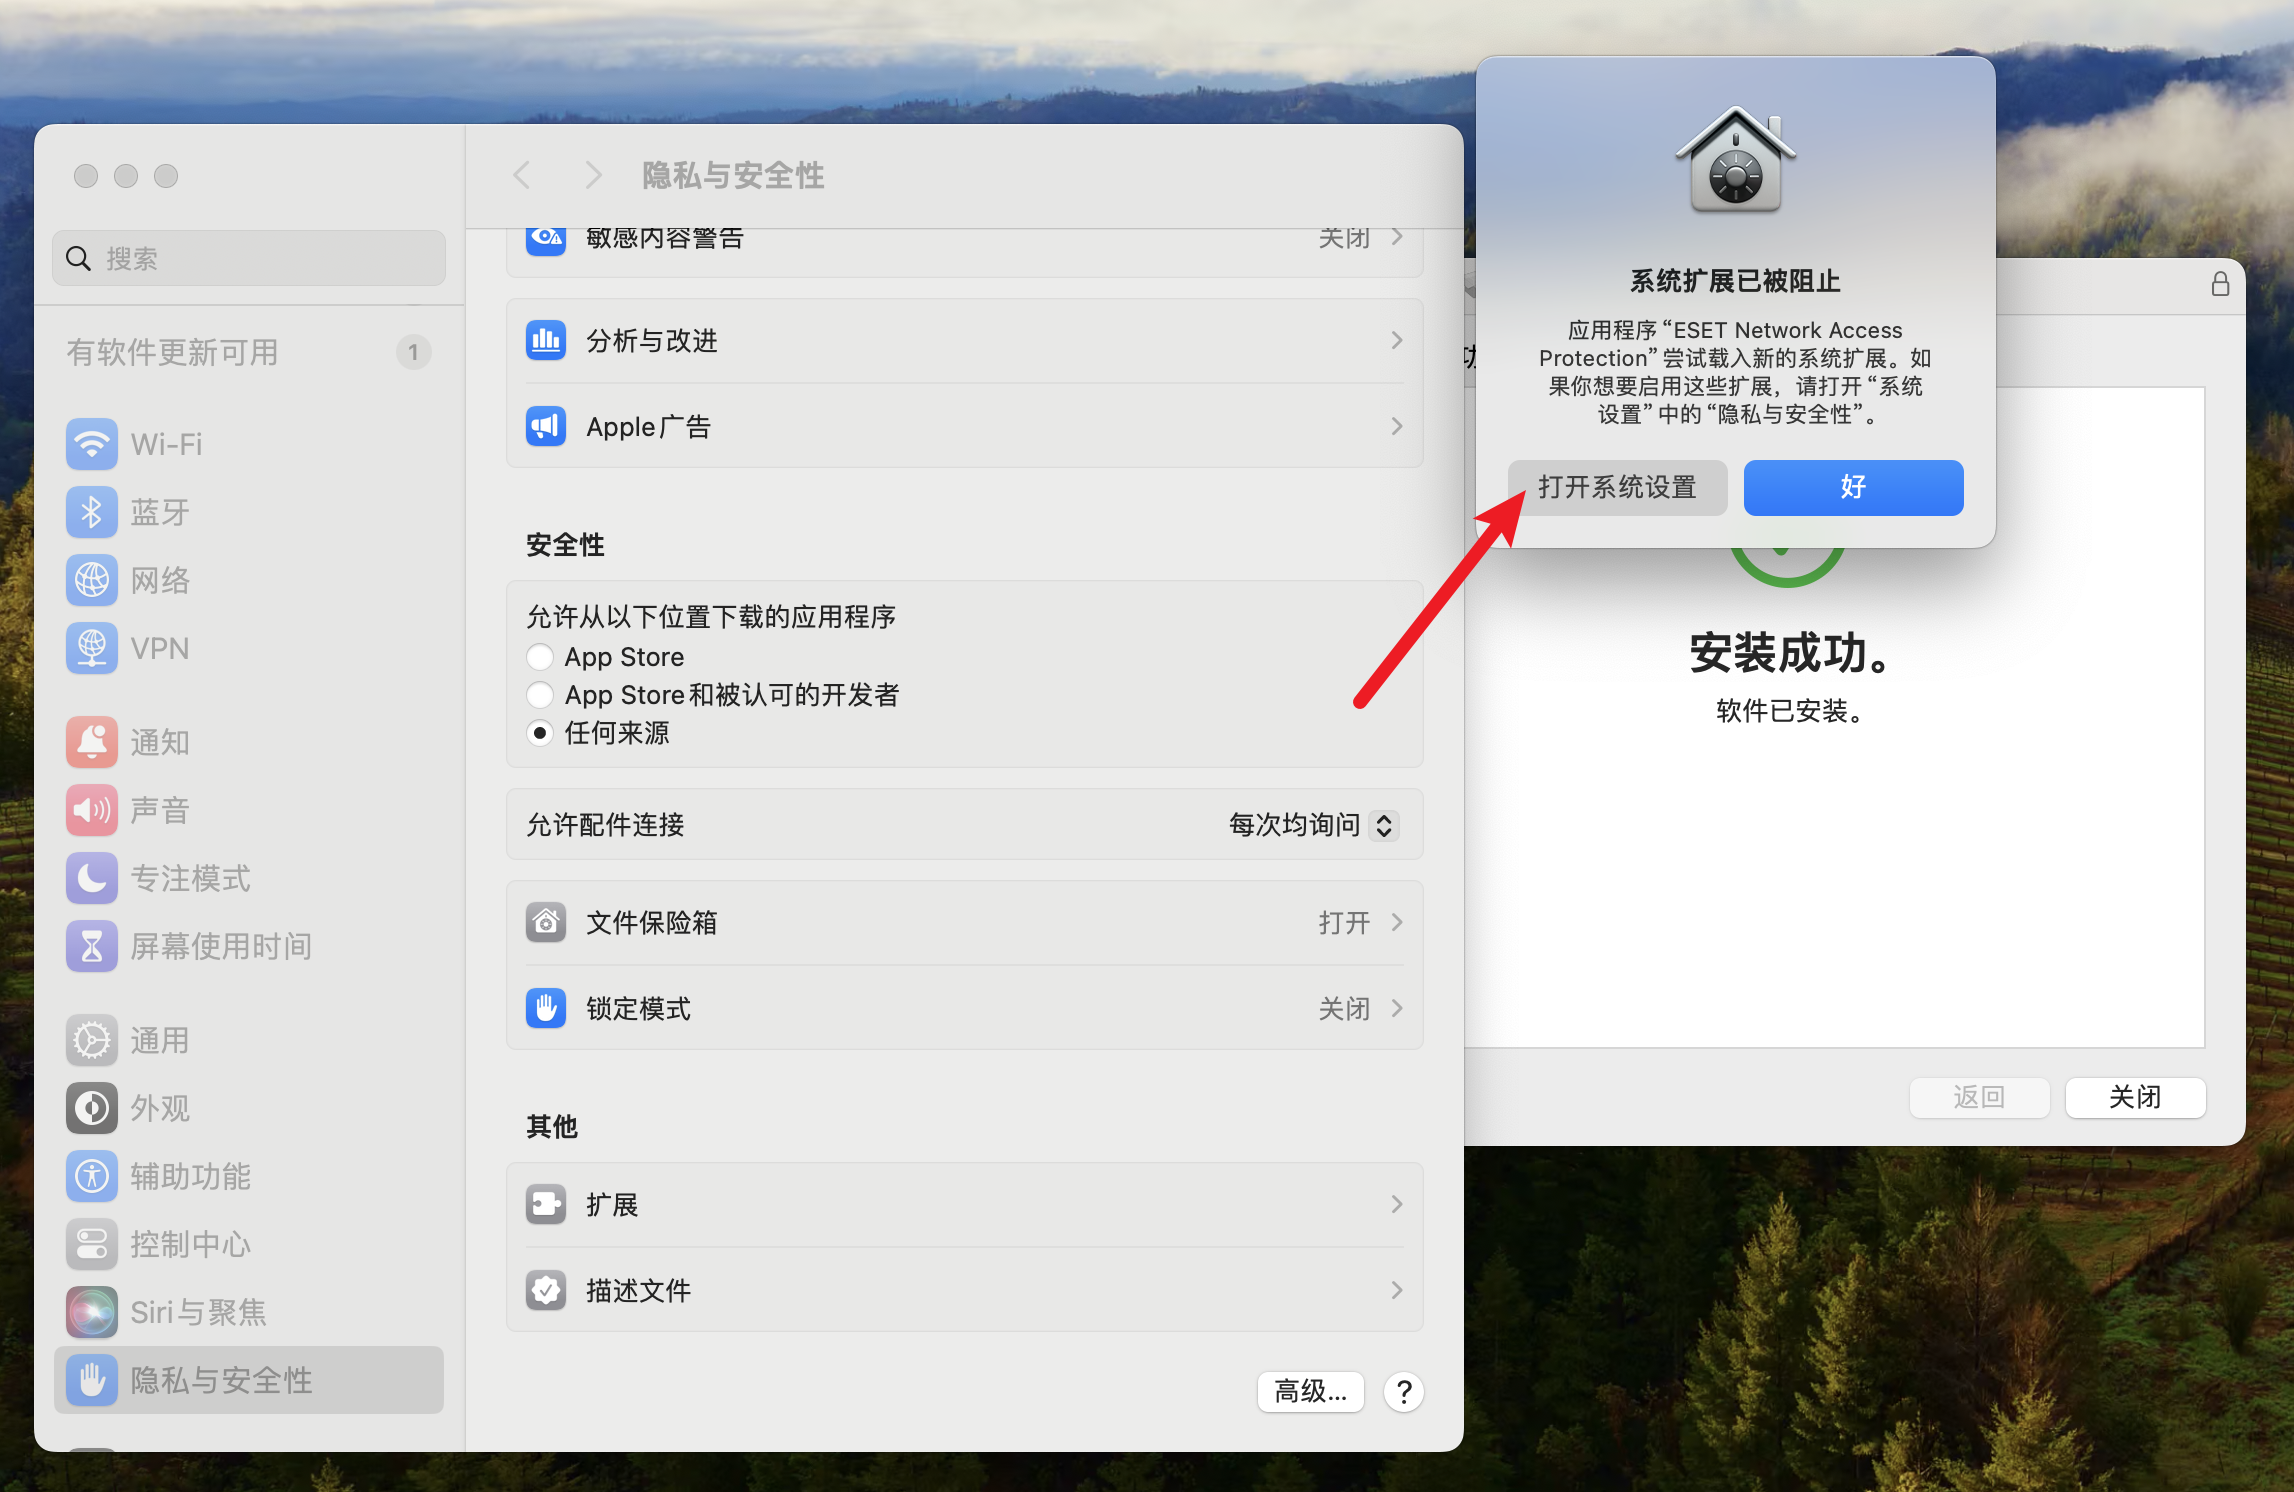 隐私与安全性
搜索
有软件更新可用
1
Wi-Fi
蓝牙
网络
VPN
通知
声音
专注模式
屏幕使用时间
通用
外观
辅助功能
控制中心
Siri与聚焦
隐私与安全性
敏感内容警告
关闭
分析与改进
Apple广告
安全性
允许从以下位置下载的应用程序
App Store
App Store和被认可的开发者
任何来源
允许配件连接
每次均询问
文件保险箱
打开
锁定模式
关闭
其他
扩展
描述文件
高级...
?
系统扩展已被阻止
应用程序“ESET Network Access
Protection”尝试载入新的系统扩展。如
果你想要启用这些扩展，请打开“系统
设置”中的“隐私与安全性”。
打开系统设置
好
安装成功。
软件已安装。
返回
关闭